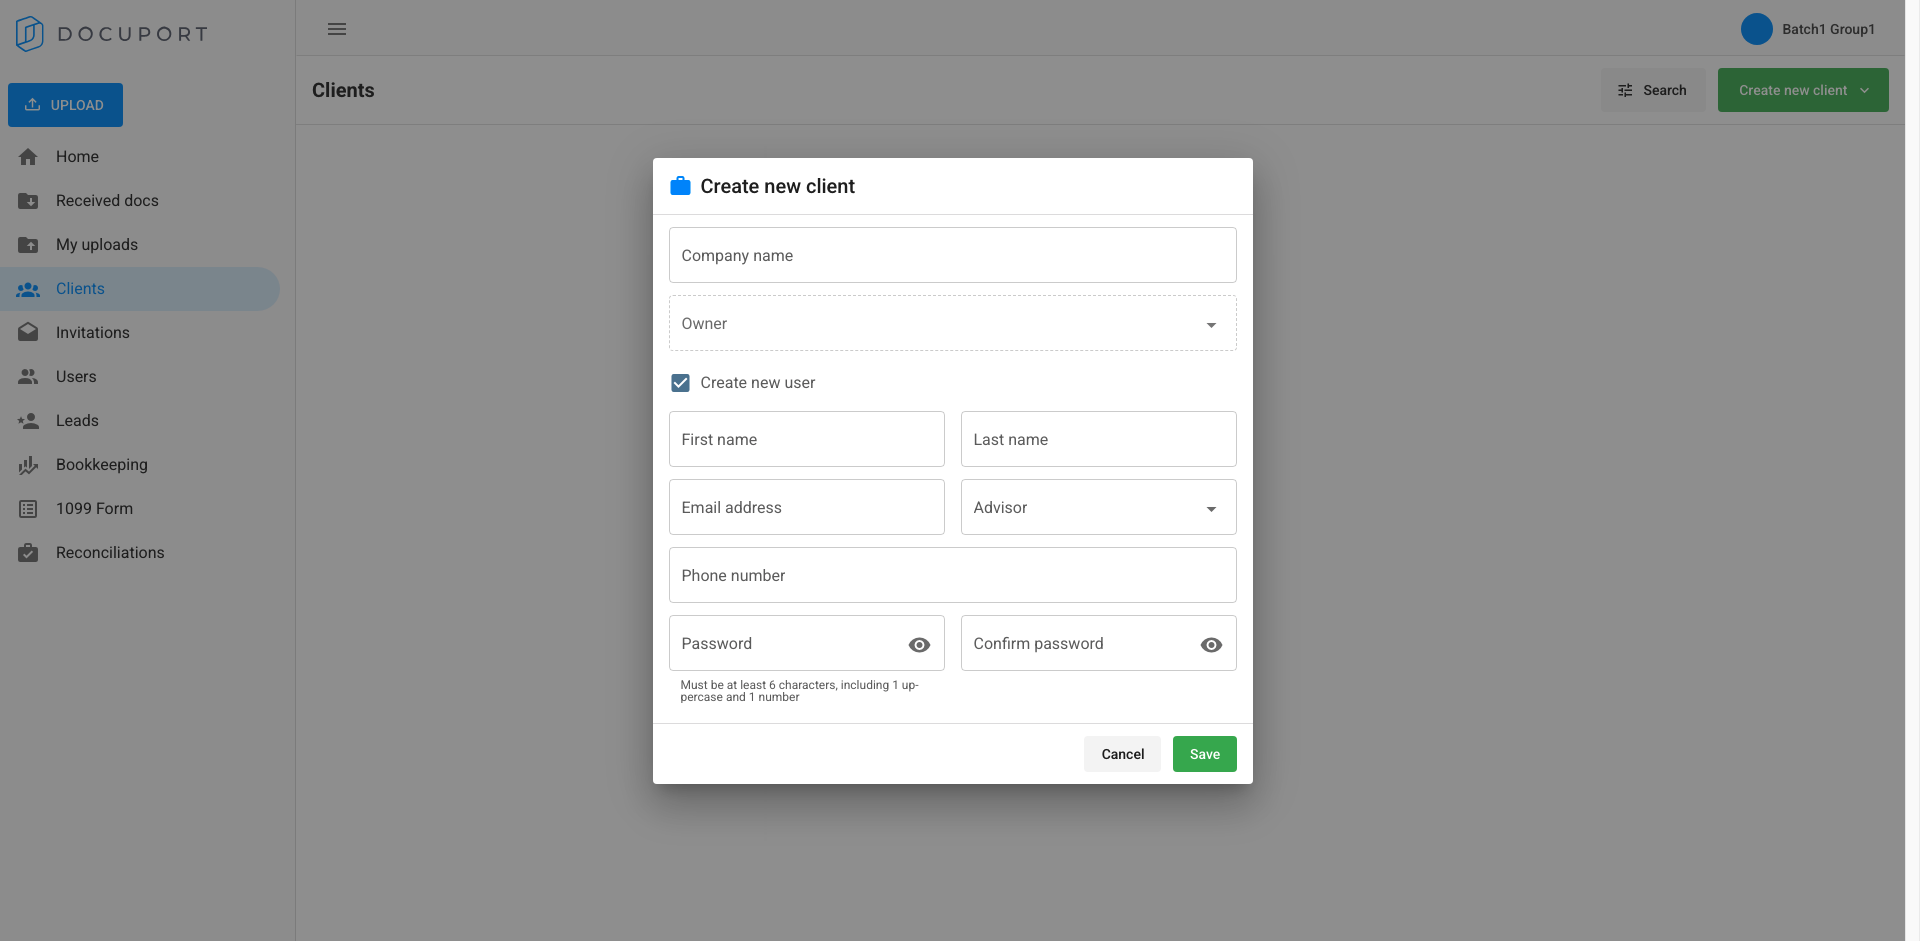 DOCUPORT
Batch1 Group1
UPLOAD
Clients
Search
Create new client
Home
Received docs
My uploads
Clients
Invitations
Users
Leads
Bookkeeping
1099 Form
Reconciliations
Create new client
Company name
Owner
Create new user
First name
Last name
Email address
Advisor
Phone number
Password
Confirm password
Must be at least 6 characters, including 1 up-
percase and 1 number
Cancel
Save